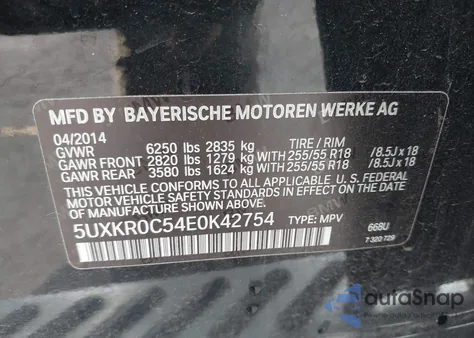 MFD BY BAYERISCHE MOTOREN WERKE AG
04/2014
GVWR 6250 lbs 2835 kg TIRE / RIM
GAWR FRONT 2820 lbs 1279 kg WITH 255/55 R18 /8.5J x 18
GAWR REAR 3580 lbs 1624 kg WITH 255/55 R18 /8.5J x 18
THIS VEHICLE CONFORMS TO ALL APPLICABLE U.S. FEDERAL
MOTOR VEHICLE SAFETY STANDARDS IN EFFECT ON THE DATE
OF MANUFACTURE SHOWN ABOVE.
5UXKR0C54E0K42754 TYPE: MPV 668U
7 320 729
autoSnap